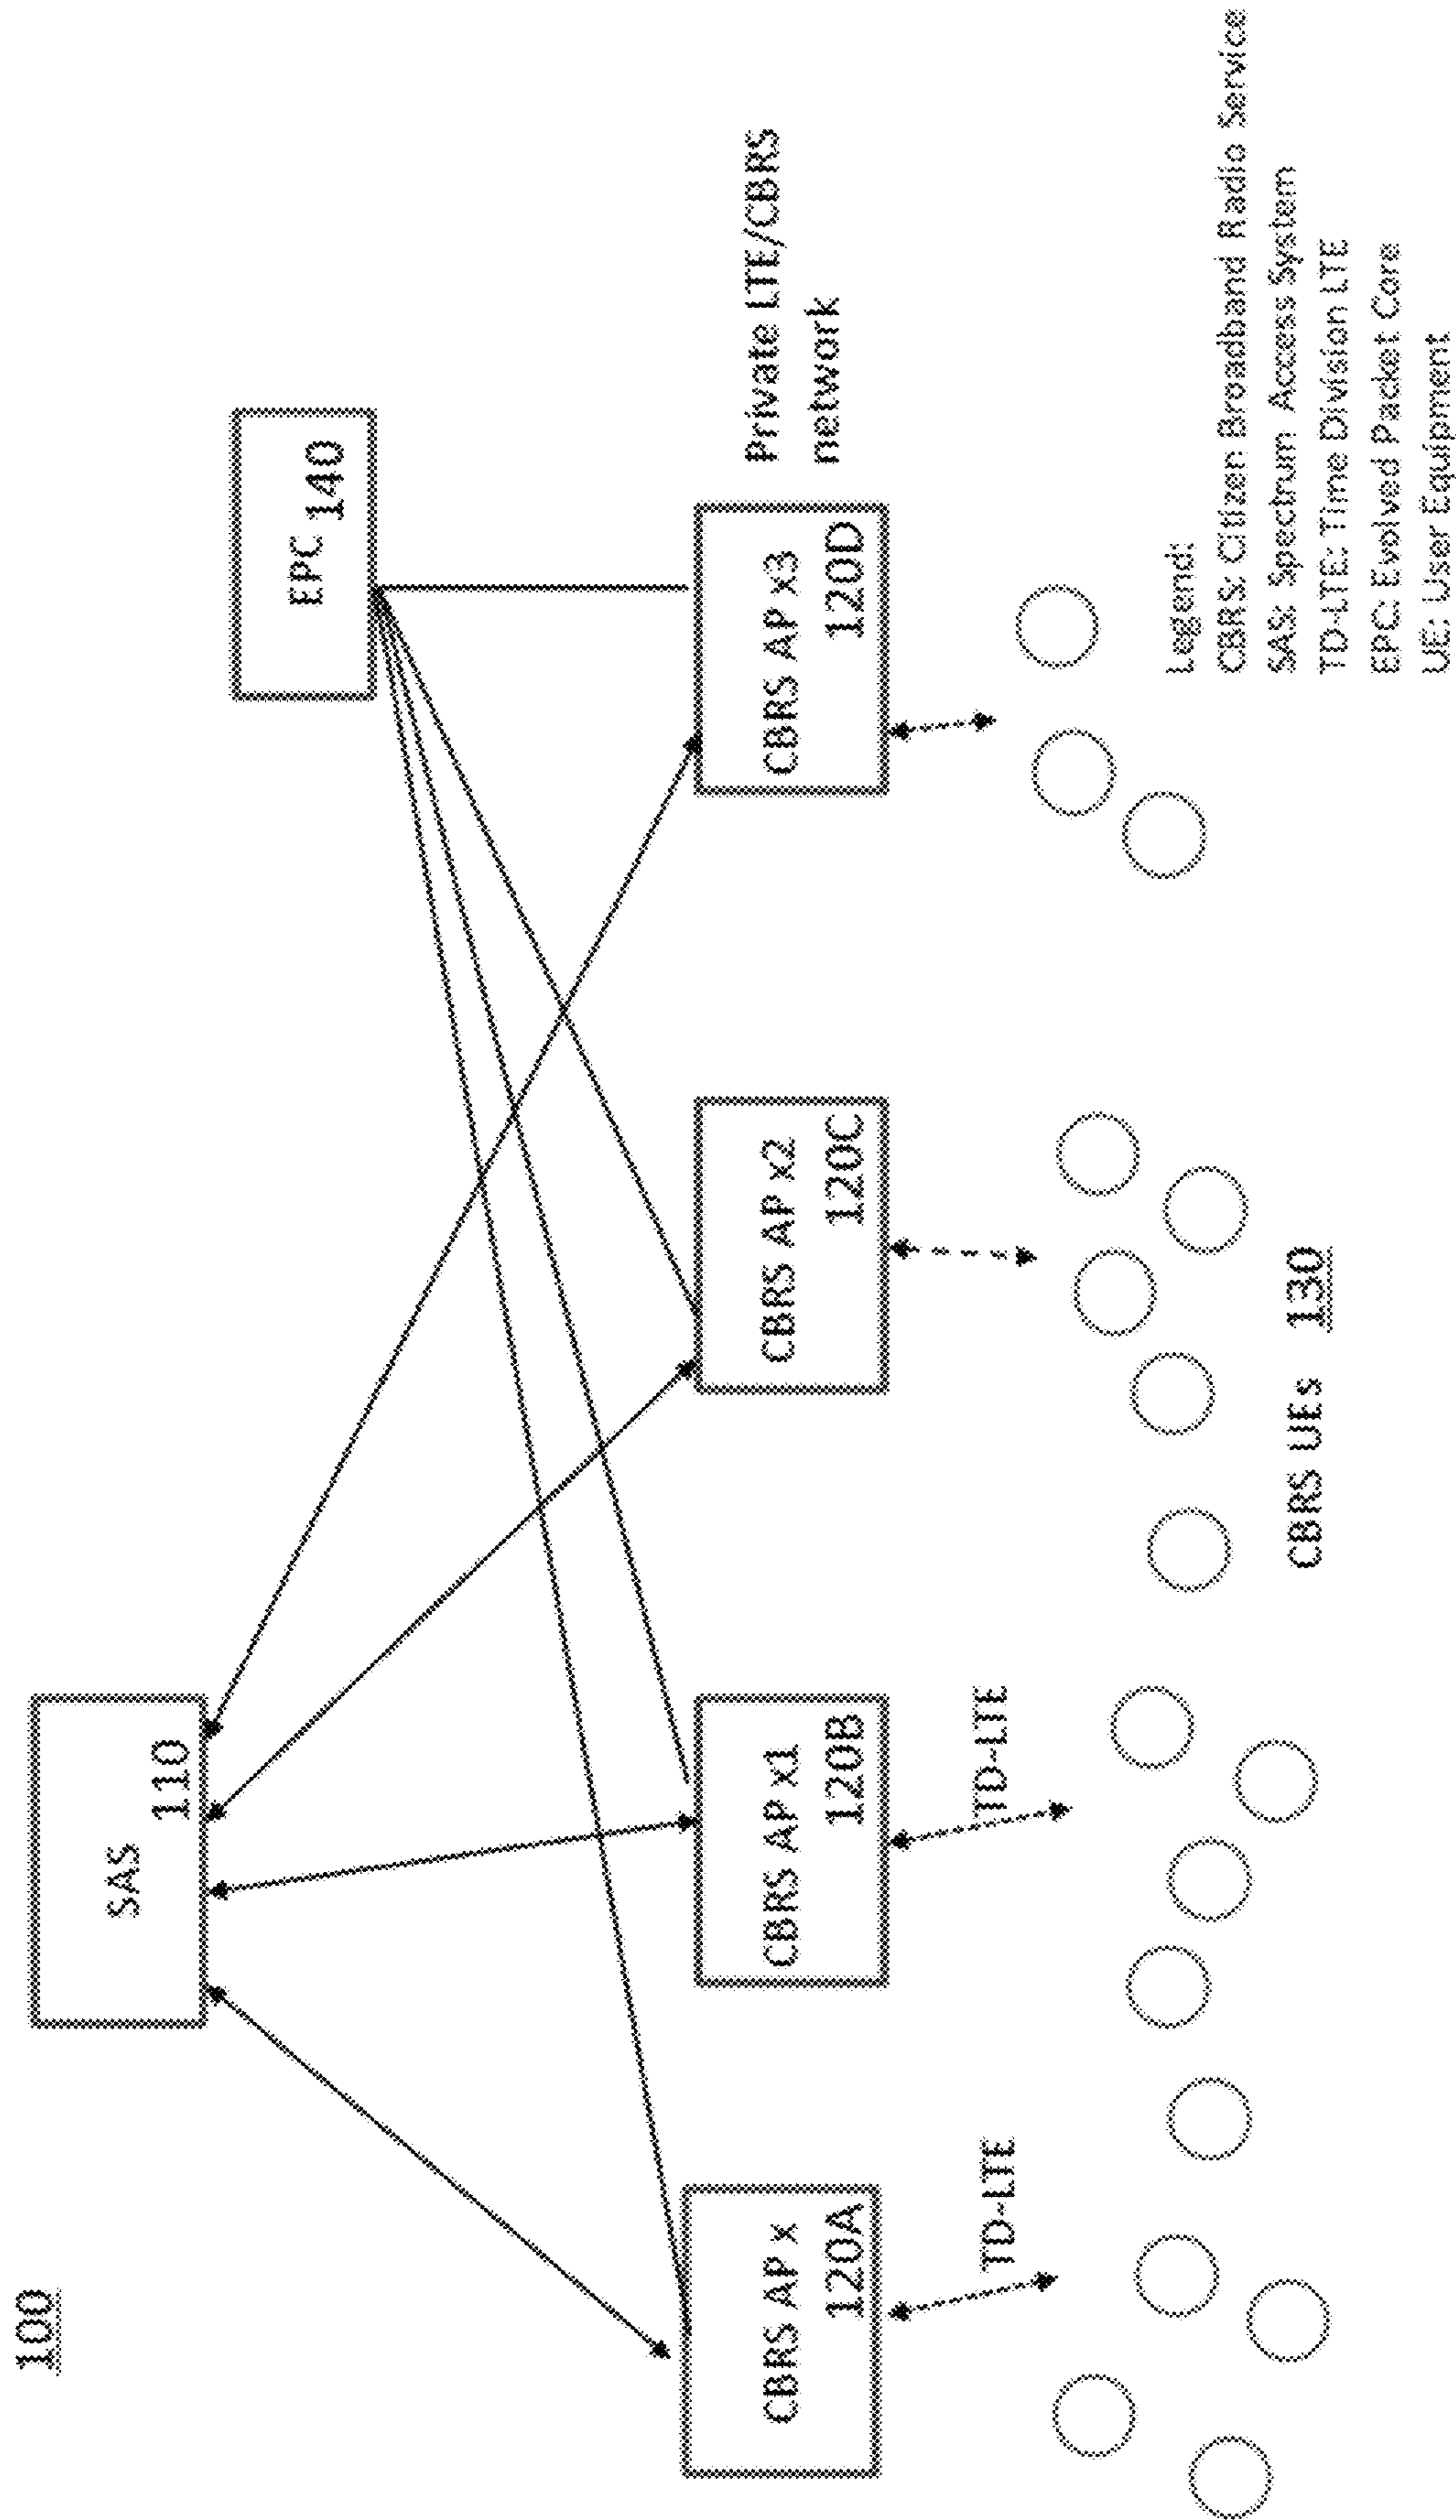 100
SAS
110
EPC
140
CBRS AP x
120A
CBRS AP x1
120B
CBRS AP x2
120C
CBRS AP x3
120D
Private LTE/CBRS
network
TD-LTE
TD-LTE
CBRS UEs 130
Legend:
CBRS: Citizen Broadband Radio Service
SAS: Spectrum Access System
TD-LTE: Time Division LTE
EPC: Evolved Packet Core
UE: User Equipment